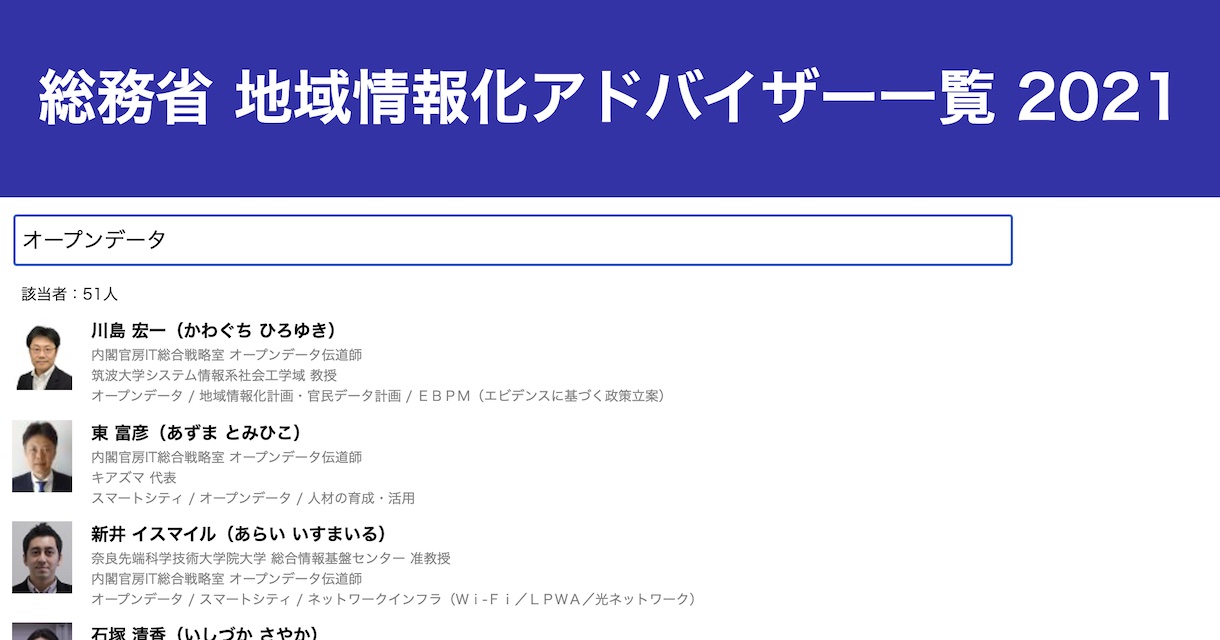 総務省 地域情報化アドバイザー一覧 2021
オープンデータ
該当者：51人
川島 宏一（かわぐち ひろゆき）
内閣官房IT総合戦略室 オープンデータ伝道師
筑波大学システム情報系社会工学域 教授
オープンデータ / 地域情報化計画・官民データ計画 / ＥＢＰＭ（エビデンスに基づく政策立案）
東 富彦（あずま とみひこ）
内閣官房IT総合戦略室 オープンデータ伝道師
キアズマ 代表
スマートシティ / オープンデータ / 人材の育成・活用
新井 イスマイル（あらい いすまいる）
奈良先端科学技術大学院大学 総合情報基盤センター 准教授
内閣官房IT総合戦略室 オープンデータ伝道師
オープンデータ / スマートシティ / ネットワークインフラ（Ｗｉ-Ｆｉ／ＬＰＷＡ／光ネットワーク）
石塚 清香（いしづか さやか）